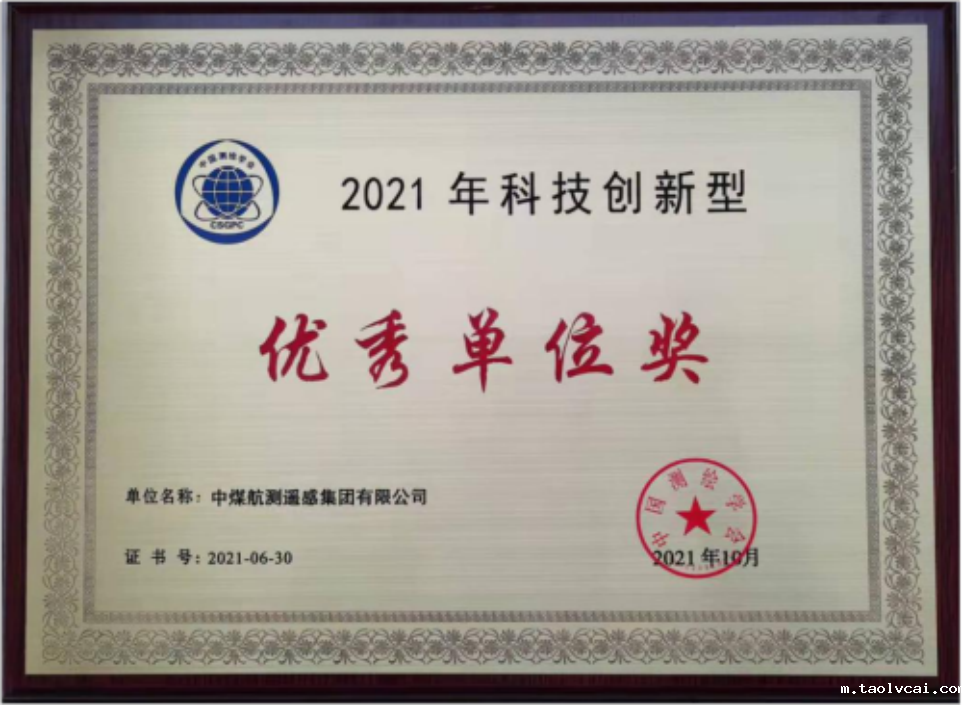 中国测绘学会
CSGPC
2021 年科技创新型
优秀单位奖
单位名称：中煤航测遥感集团有限公司
中国测绘学会
证 书 号：2021-06-30
2021 年10月
m.taolvcai.com